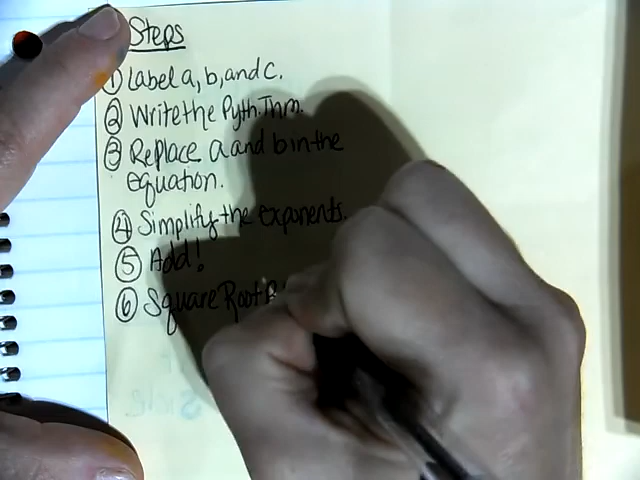 Steps
① Label a, b, and c.
② Write the Pyth. Thm.
③ Replace a and b in the
equation.
④ Simplify the exponents.
⑤ Add!
⑥ Square Root